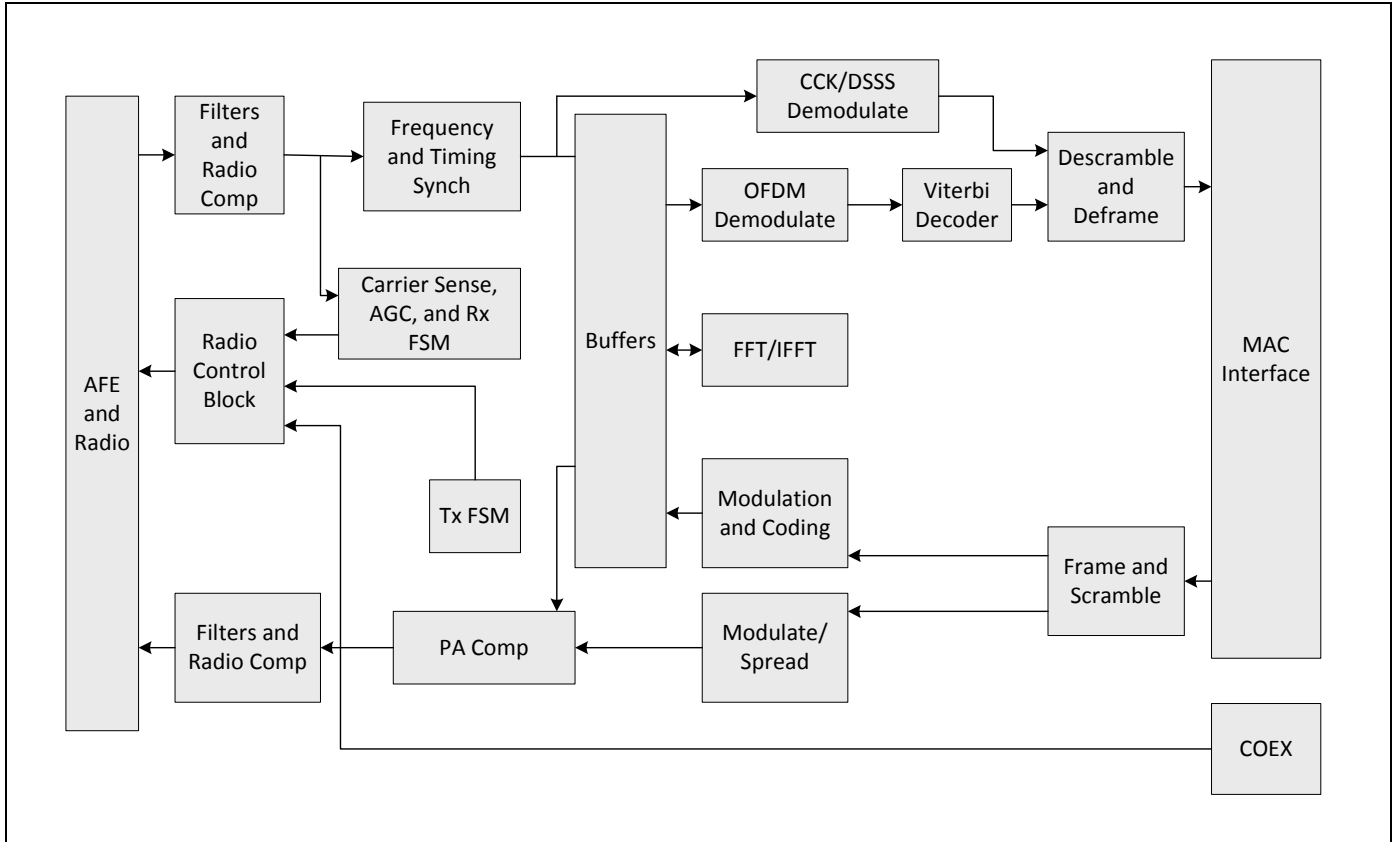 CCK/DSSS
Demodulate
Filters
and
Radio
Comp
Frequency
and Timing
Synch
Descramble
and
Deframe
OFDM
Demodulate
Viterbi
Decoder
Carrier Sense,
AGC, and Rx
FSM
Radio
Control
Block
Buffers
FFT/IFFT
MAC
Interface
AFE
and
Radio
Tx FSM
Modulation
and Coding
Frame and
Scramble
Filters and
Radio Comp
PA Comp
Modulate/
Spread
COEX